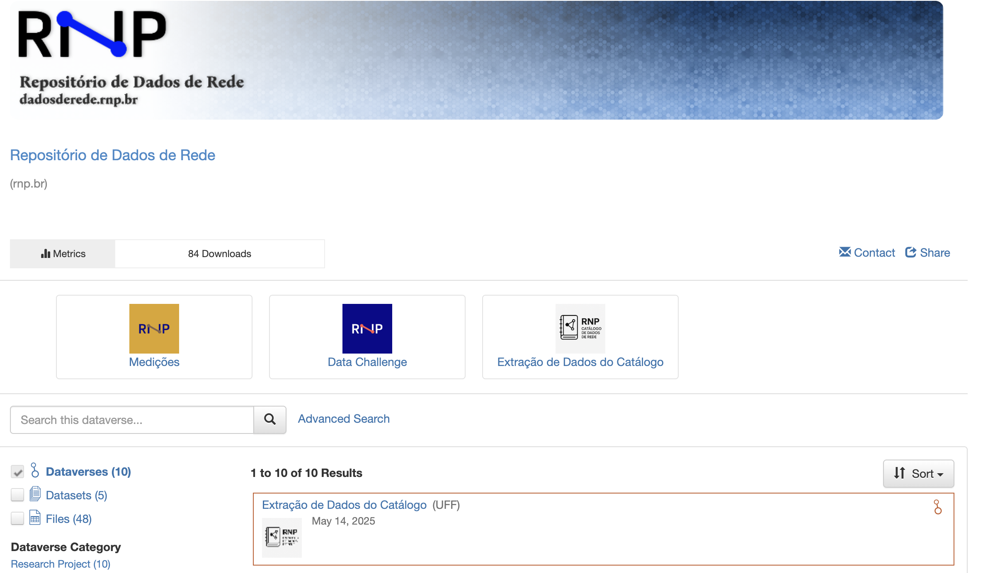 RNP
Repositório de Dados de Rede
dadosderede.rnp.br
Repositório de Dados de Rede
(rnp.br)
Metrics
84 Downloads
Contact
Share
RNP
Medições
RNP
Data Challenge
RNP
CATÁLOGO
DE DADOS
DE REDE
Extração de Dados do Catálogo
Search this dataverse...
Advanced Search
Dataverses (10)
Datasets (5)
Files (48)
Dataverse Category
Research Project (10)
1 to 10 of 10 Results
Sort
Extração de Dados do Catálogo (UFF)
May 14, 2025
RNP